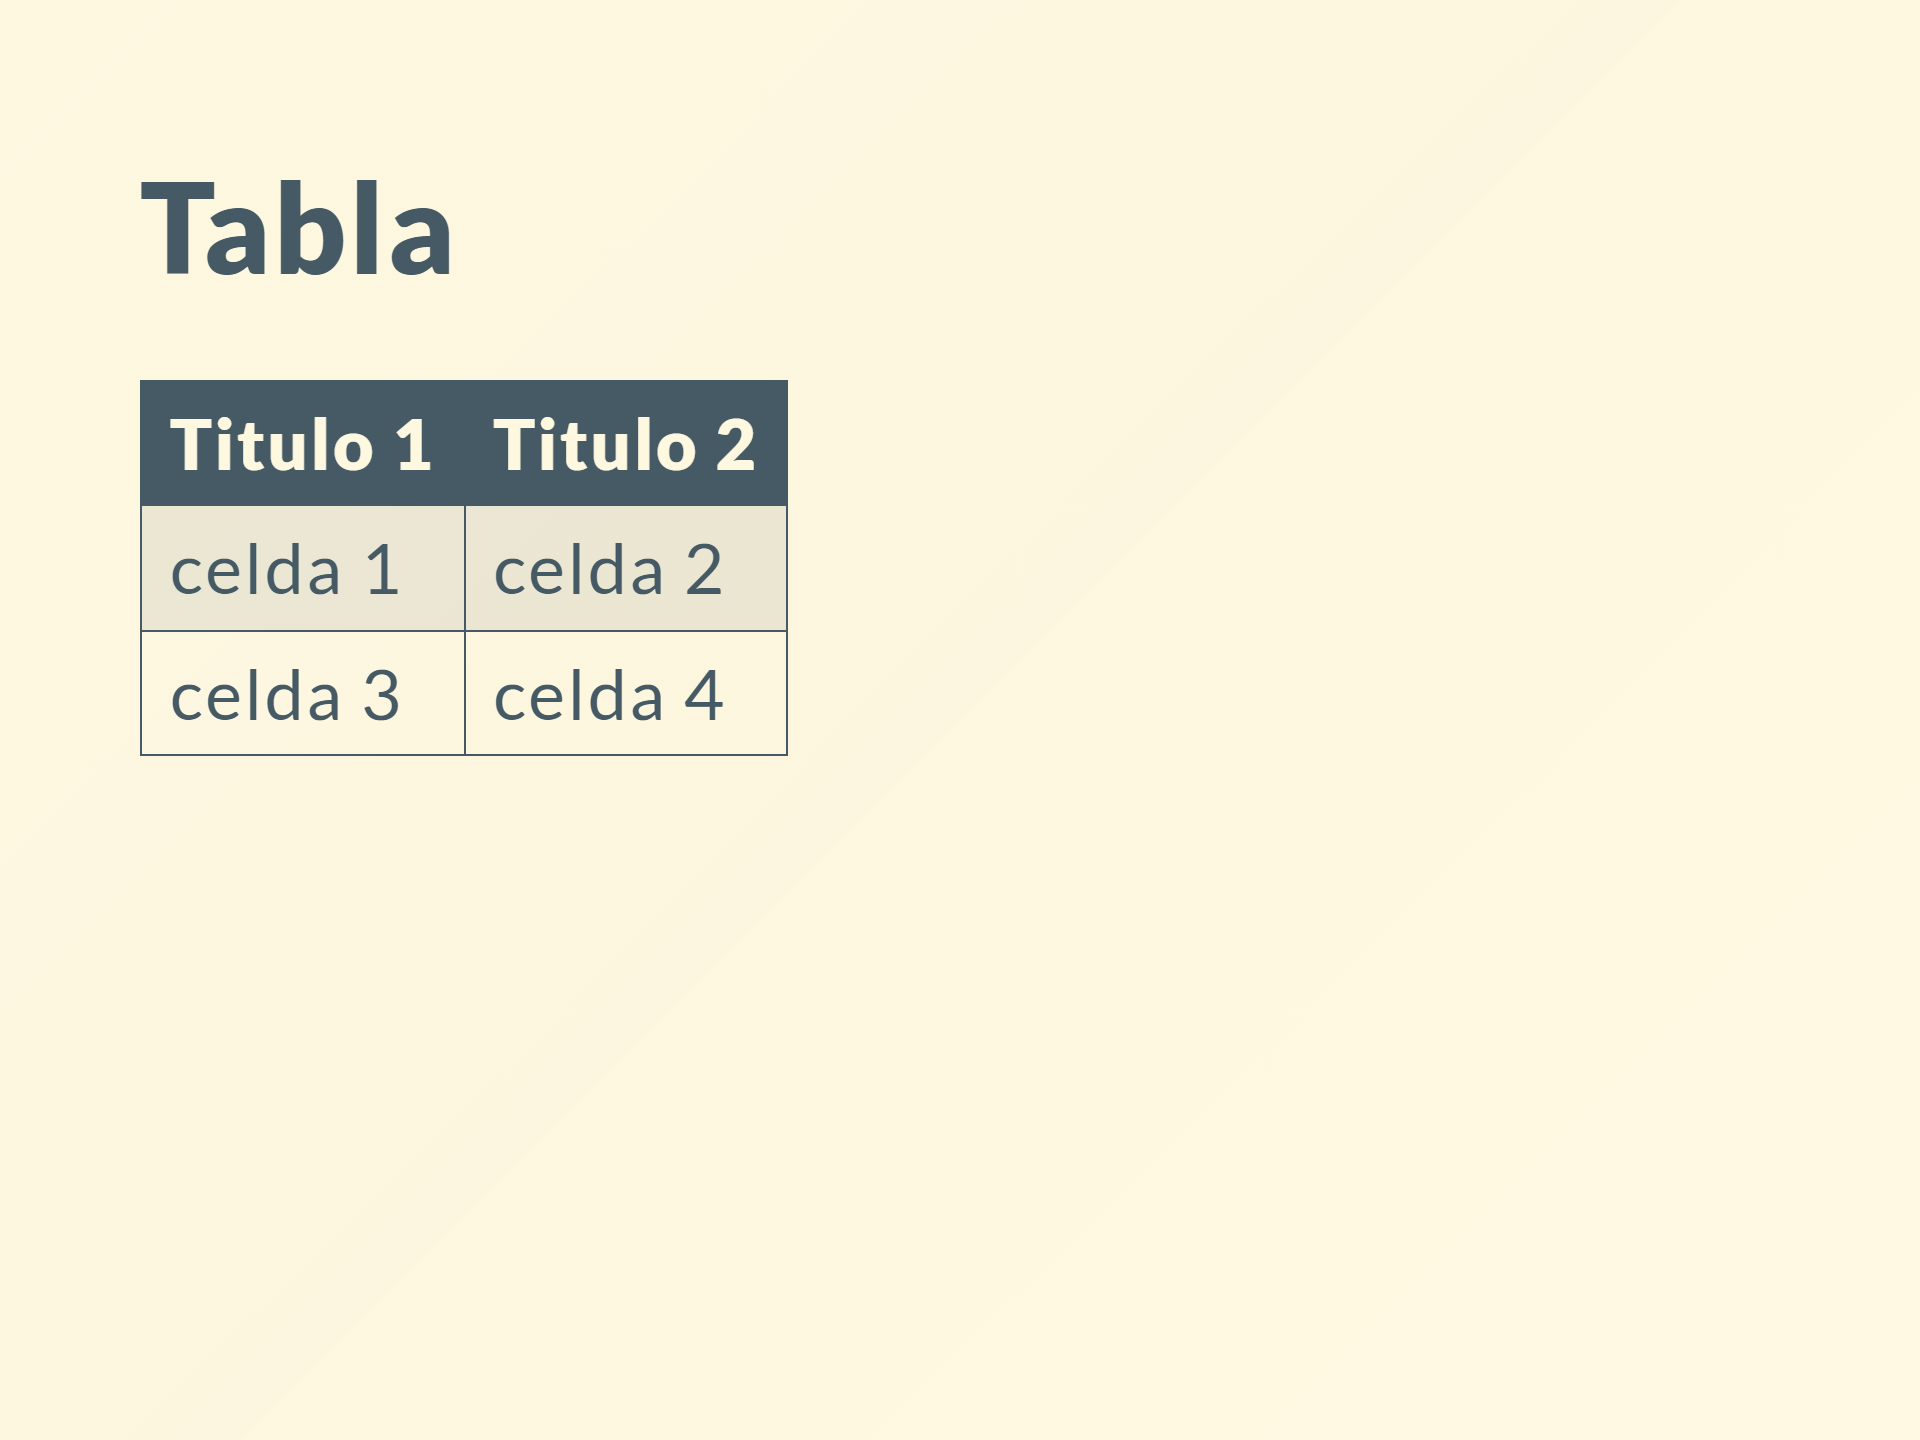 Tabla
Titulo 1 Titulo 2
celda 1 celda 2
celda 3 celda 4